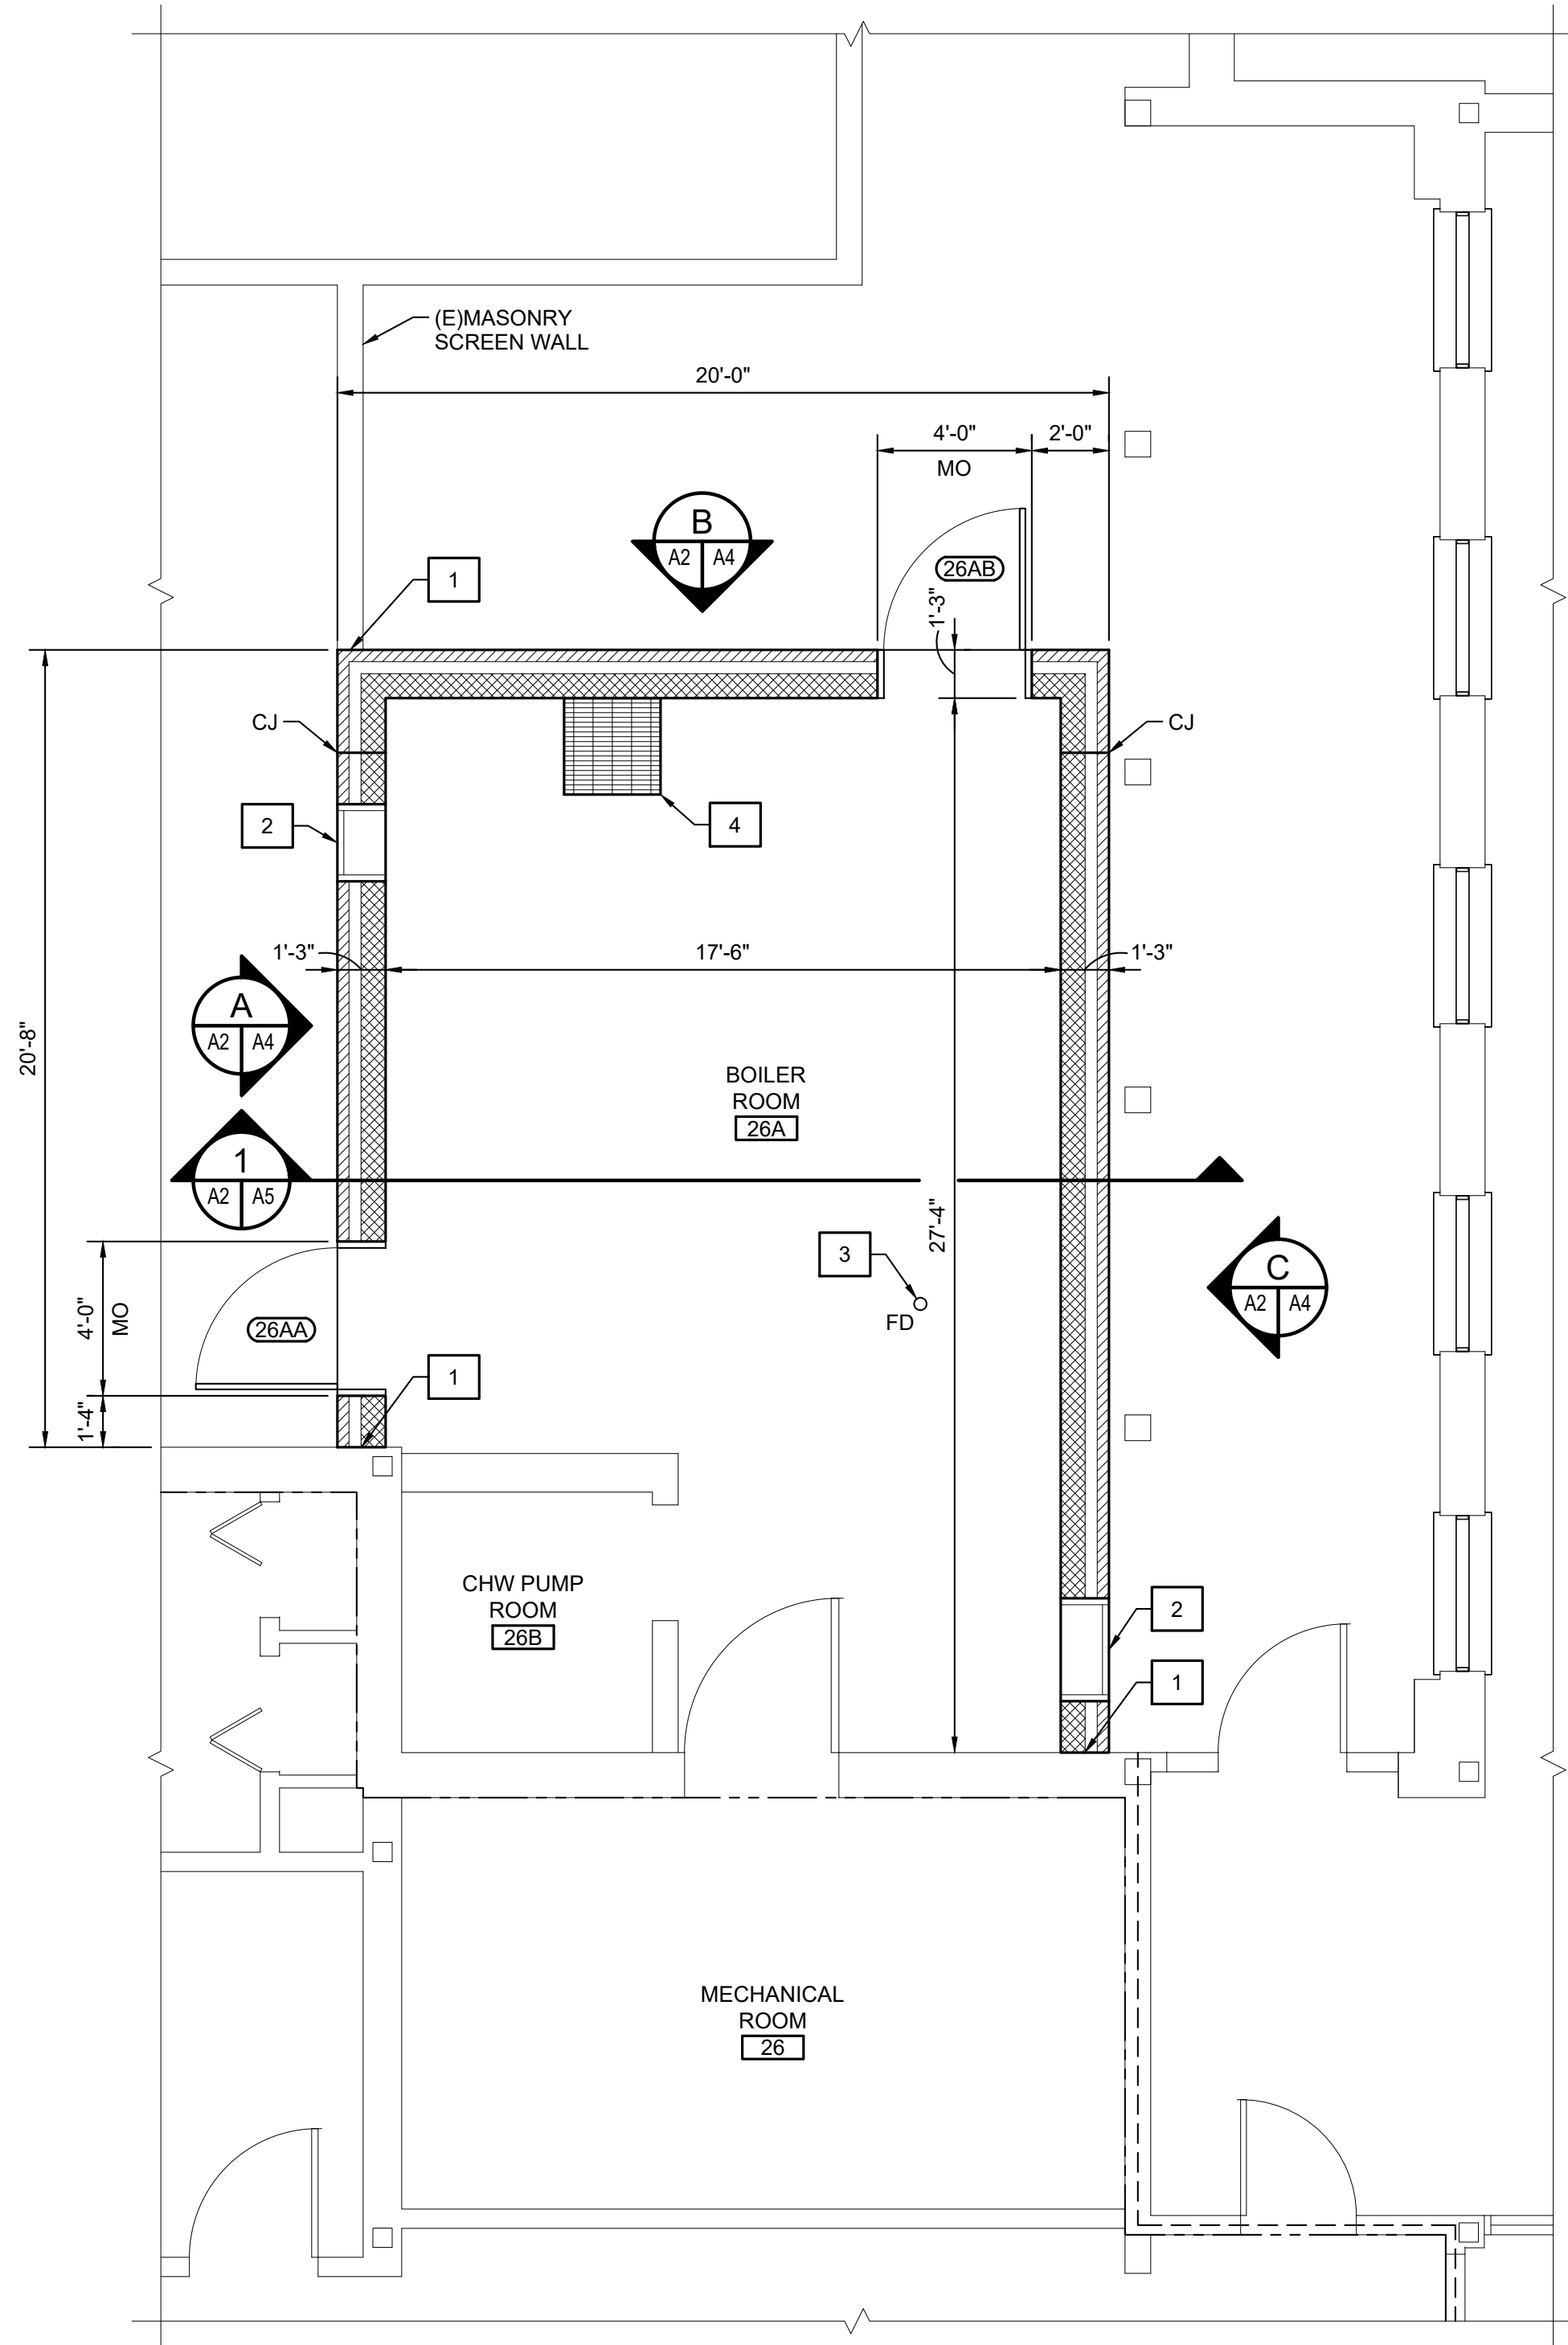 (E)MASONRY
SCREEN WALL
20'-0"
4'-0"
MO
2'-0"
B
A2 A4
26AB
1'-3"
1
CJ
CJ
2
4
1'-3"
17'-6"
1'-3"
A
A2 A4
20'-8"
BOILER
ROOM
26A
1
A2 A5
27'-4"
3
FD
C
A2 A4
4'-0"
MO
26AA
1
1'-4"
CHW PUMP
ROOM
26B
2
1
MECHANICAL
ROOM
26